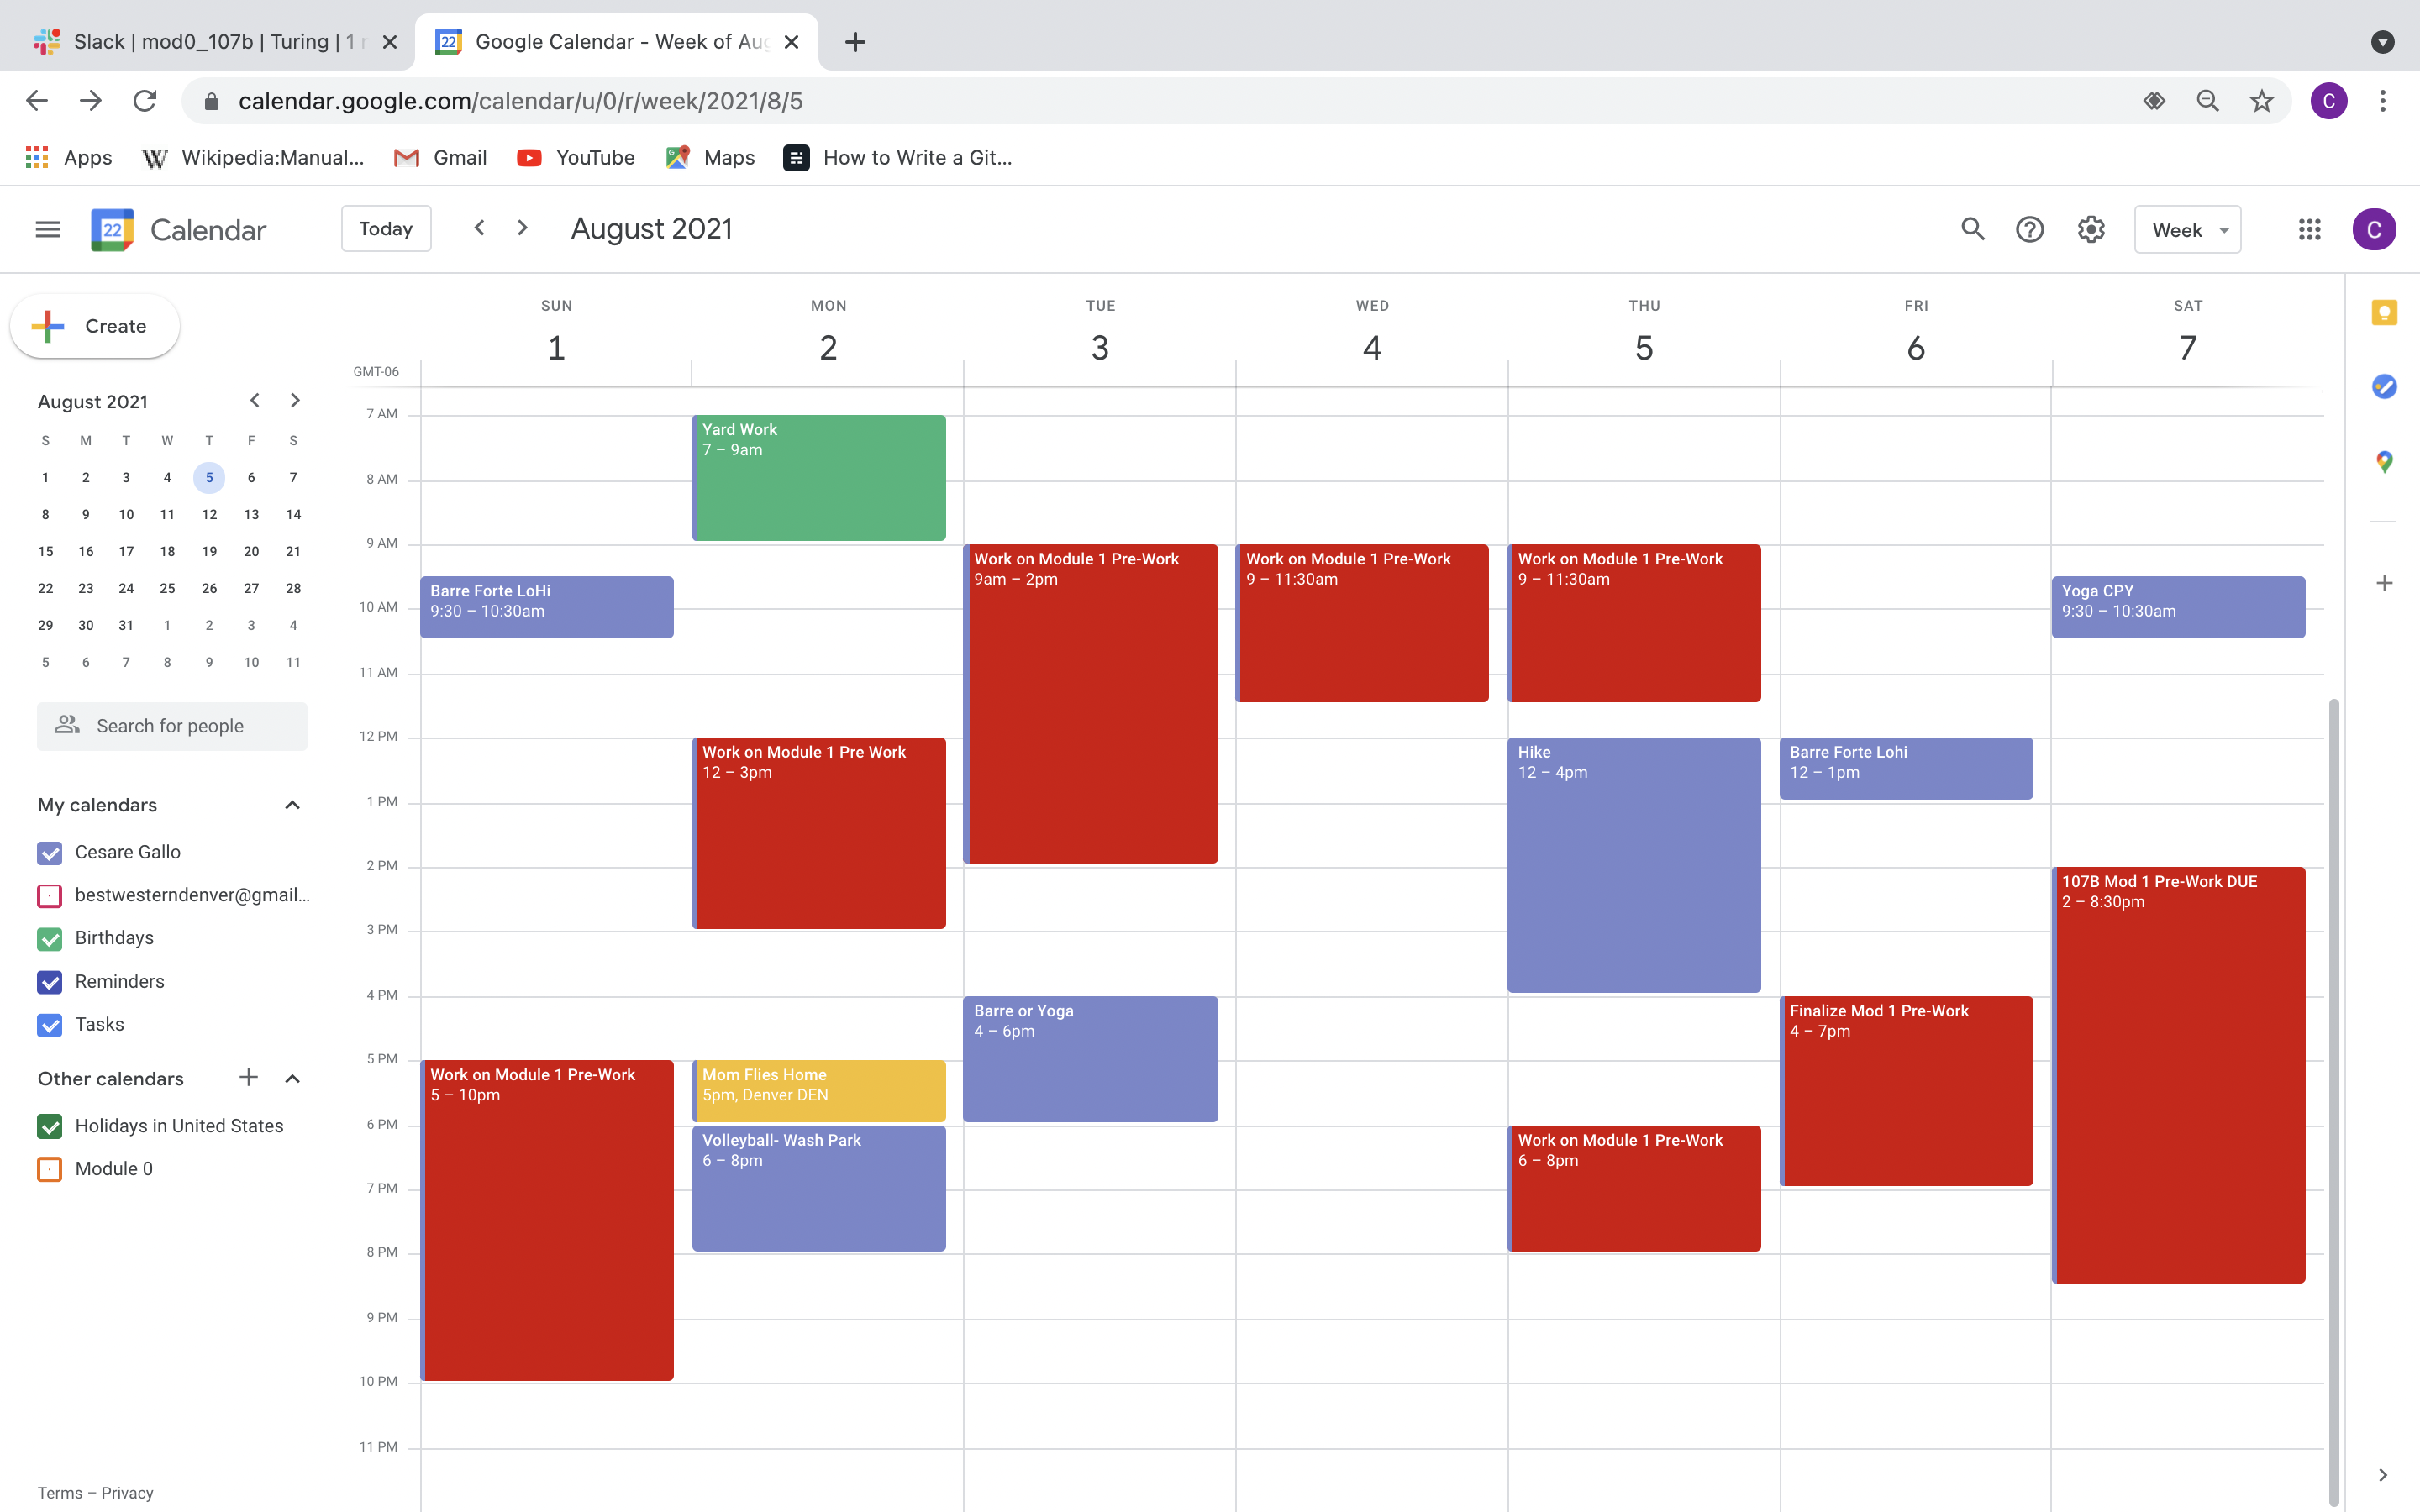 Slack | mod0_107b | Turing | 1
Google Calendar - Week of Aug
calendar.google.com/calendar/u/0/r/week/2021/8/5
C
Apps
Wikipedia:Manual...
Gmail
YouTube
Maps
How to Write a Git...
22
Calendar
Today
August 2021
Week
C
Create
SUN MON TUE WED THU FRI SAT
1 2 3 4 5 6 7
GMT-06
August 2021
S M T W T F S
1 2 3 4 5 6 7
8 9 10 11 12 13 14
15 16 17 18 19 20 21
22 23 24 25 26 27 28
29 30 31 1 2 3 4
5 6 7 8 9 10 11
Search for people
My calendars
Cesare Gallo
bestwesterndenver@gmail...
Birthdays
Reminders
Tasks
Other calendars
Holidays in United States
Module 0
Terms – Privacy
7 AM
8 AM
9 AM
10 AM
11 AM
12 PM
1 PM
2 PM
3 PM
4 PM
5 PM
6 PM
7 PM
8 PM
9 PM
10 PM
11 PM
Barre Forte LoHi
9:30 – 10:30am
Work on Module 1 Pre-Work
5 – 10pm
Yard Work
7 – 9am
Work on Module 1 Pre Work
12 – 3pm
Mom Flies Home
5pm, Denver DEN
Volleyball- Wash Park
6 – 8pm
Work on Module 1 Pre-Work
9am – 2pm
Barre or Yoga
4 – 6pm
Work on Module 1 Pre-Work
9 – 11:30am
Work on Module 1 Pre-Work
9 – 11:30am
Hike
12 – 4pm
Work on Module 1 Pre-Work
6 – 8pm
Barre Forte Lohi
12 – 1pm
Finalize Mod 1 Pre-Work
4 – 7pm
Yoga CPY
9:30 – 10:30am
107B Mod 1 Pre-Work DUE
2 – 8:30pm